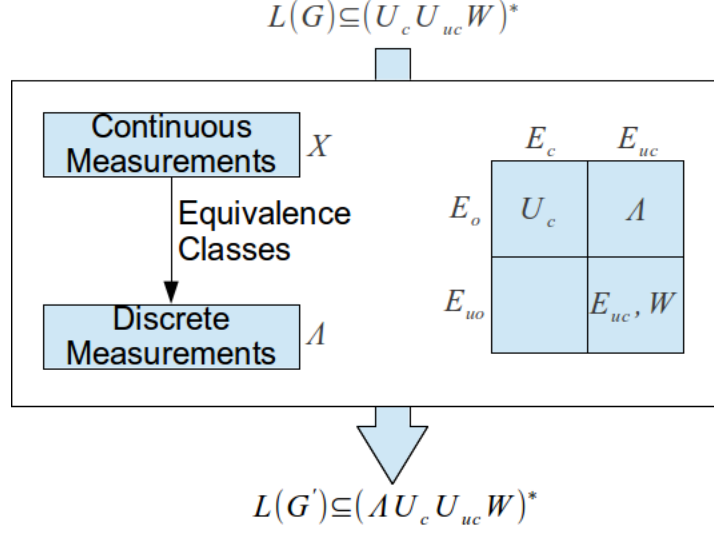 L(G)⊆(U_c U_uc W)*
Continuous
Measurements
X
Equivalence
Classes
Discrete
Measurements
Λ
E_c E_uc
E_o U_c Λ
E_uo E_uc, W
L(G')⊆(Λ U_c U_uc W)*